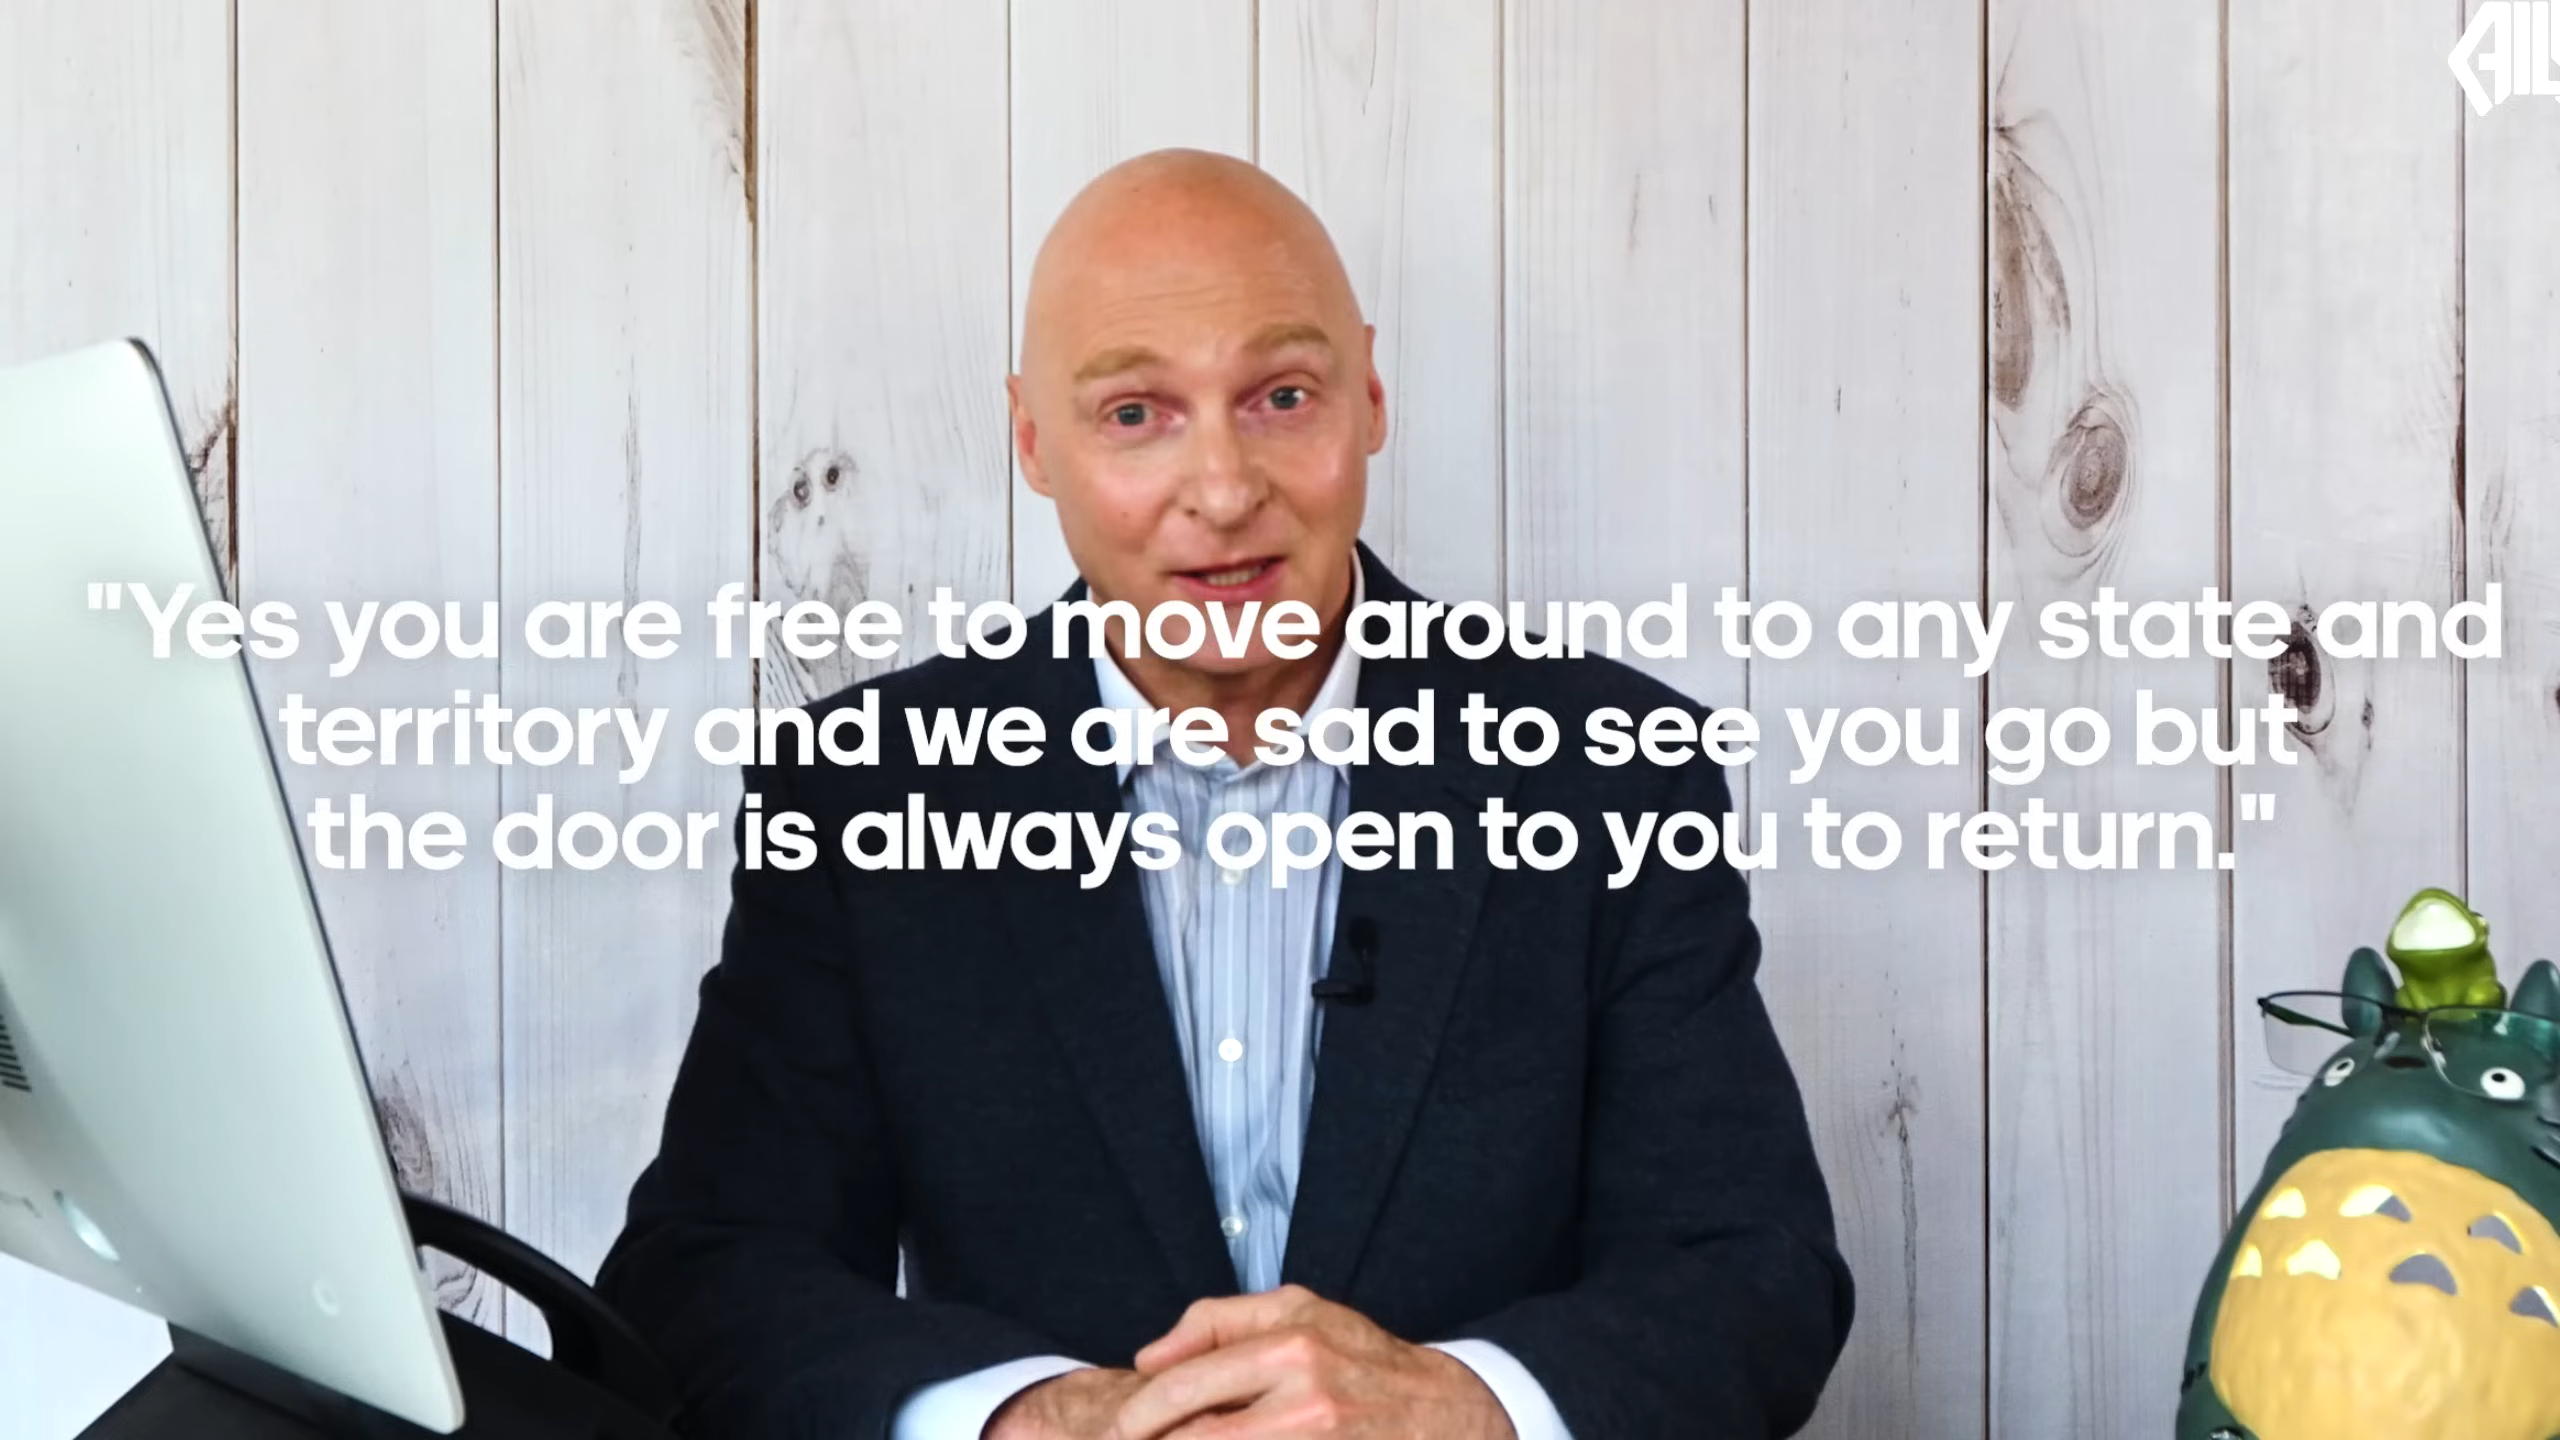 "Yes you are free to move around to any state and
territory and we are sad to see you go but
the door is always open to you to return."